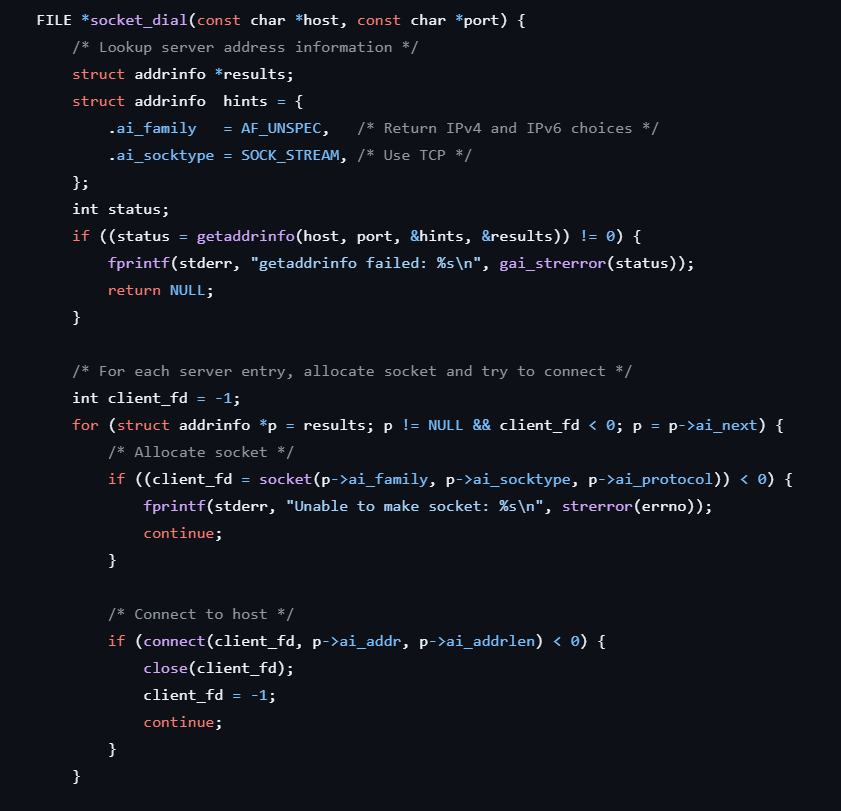 FILE *socket_dial(const char *host, const char *port) {
    /* Lookup server address information */
    struct addrinfo *results;
    struct addrinfo  hints = {
        .ai_family   = AF_UNSPEC,   /* Return IPv4 and IPv6 choices */
        .ai_socktype = SOCK_STREAM, /* Use TCP */
    };
    int status;
    if ((status = getaddrinfo(host, port, &hints, &results)) != 0) {
        fprintf(stderr, "getaddrinfo failed: %s\n", gai_strerror(status));
        return NULL;
    }

    /* For each server entry, allocate socket and try to connect */
    int client_fd = -1;
    for (struct addrinfo *p = results; p != NULL && client_fd < 0; p = p->ai_next) {
        /* Allocate socket */
        if ((client_fd = socket(p->ai_family, p->ai_socktype, p->ai_protocol)) < 0) {
            fprintf(stderr, "Unable to make socket: %s\n", strerror(errno));
            continue;
        }

        /* Connect to host */
        if (connect(client_fd, p->ai_addr, p->ai_addrlen) < 0) {
            close(client_fd);
            client_fd = -1;
            continue;
        }
    }